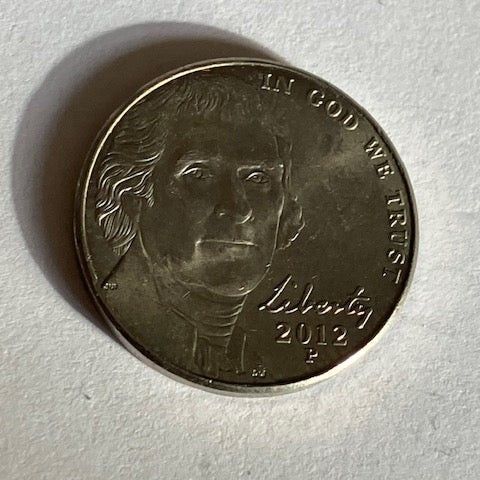 IN GOD WE TRUST
Liberty
2012
P